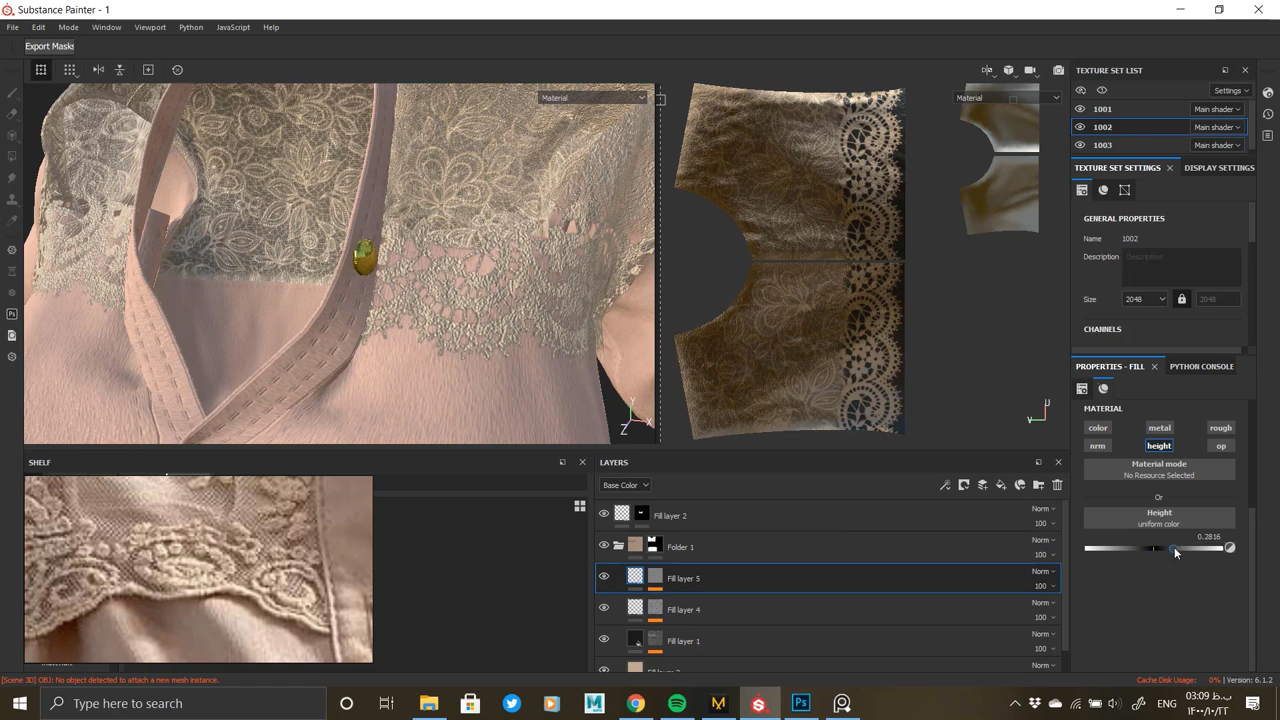 Substance Painter - 1
File Edit Mode Window Viewport Python JavaScript Help
Export Masks
Material
Material
TEXTURE SET LIST
Settings
1001 Main shader
1002 Main shader
1003 Main shader
TEXTURE SET SETTINGS DISPLAY SETTINGS
GENERAL PROPERTIES
Name 1002
Description Description
Size 2048 2048
CHANNELS
PROPERTIES - FILL PYTHON CONSOLE
MATERIAL
color metal rough
nrm height op
Material mode
No Resource Selected
Or
Height
uniform color
0.2816
Y
X
Z
U
V
SHELF
LAYERS
Base Color
Fill layer 2 Norm
100
Folder 1 Norm
100
Fill layer 5 Norm
100
Fill layer 4 Norm
100
Fill layer 1 Norm
100
Norm
[Scene 3D] OBJ: No object detected to attach a new mesh instance.
Cache Disk Usage: 0% | Version: 6.1.2
Type here to search
ENG
03:09 ب.ظ
۱۴۰۰/۱۰/۲۲